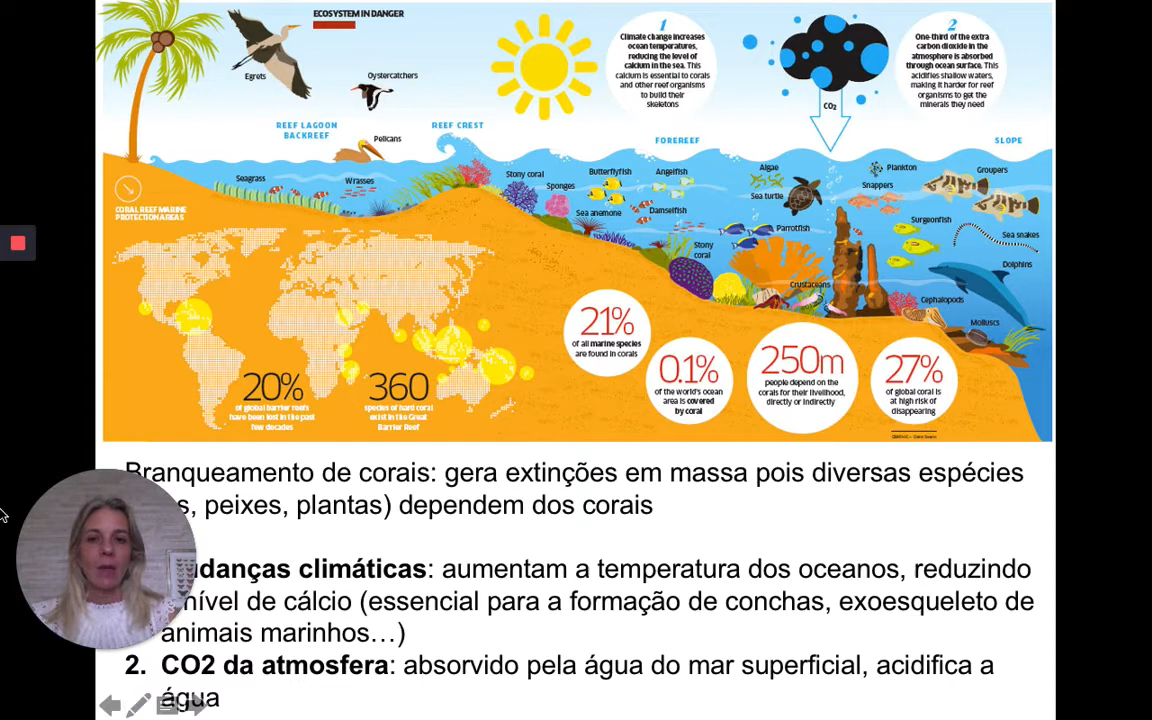 ECOSYSTEM IN DANGER
Egrets
Oystercatchers
1
Climate change increases
ocean temperatures,
reducing the level of
calcium in the sea. This
calcium is essential to corals
and other reef organisms
to build their
skeletons
2
One-third of the extra
carbon dioxide in the
atmosphere is absorbed
through ocean surface. This
acidifies shallow waters,
making it harder for reef
organisms to get the
minerals they need
CO2
REEF LAGOON
BACKREEF
Pelicans
REEF CREST
FOREREEF
SLOPE
Seagrass
Wrasses
Stony coral
Sponges
Butterflyfish
Angelfish
Sea anemone
Damselfish
Algae
Sea turtle
Plankton
Snappers
Groupers
Surgeonfish
Sea snakes
Parrotfish
Stony
coral
Dolphins
Crustaceans
Cephalopods
Molluscs
CORAL REEF MARINE
PROTECTION AREAS
20%
of global barrier reefs
have been lost in the past
few decades
360
species of hard coral
exist in the Great
Barrier Reef
21%
of all marine species
are found in corals
0.1%
of the world's ocean
area is covered
by coral
250m
people depend on the
corals for their livelihood,
directly or indirectly
27%
of global coral is
at high risk of
disappearing
Branqueamento de corais: gera extinções em massa pois diversas espécies
s, peixes, plantas) dependem dos corais
udanças climáticas: aumentam a temperatura dos oceanos, reduzindo
nível de cálcio (essencial para a formação de conchas, exoesqueleto de
animais marinhos…)
2. CO2 da atmosfera: absorvido pela água do mar superficial, acidifica a
água